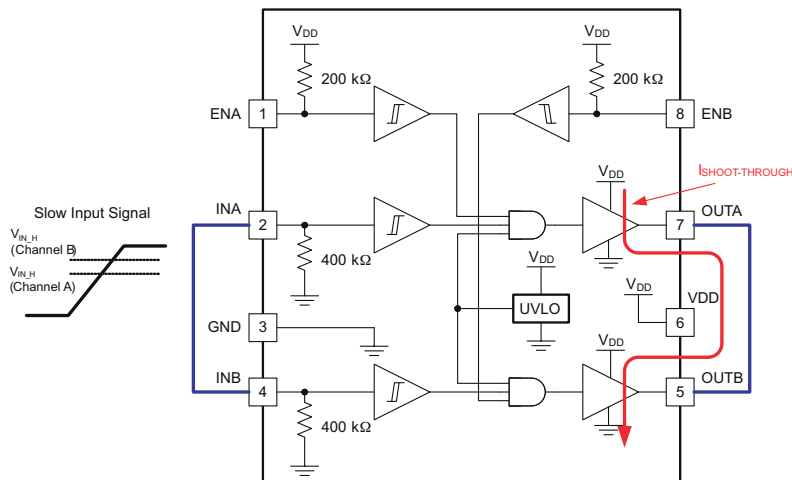 VDD
VDD
200 kΩ
200 kΩ
ENA
1
8
ENB
VDD
ISHOOT-THROUGH
Slow Input Signal
INA
2
7
OUTA
VIN_H
(Channel B)
VIN_H
(Channel A)
400 kΩ
VDD
VDD
VDD
GND
3
UVLO
6
VDD
INB
4
5
OUTB
400 kΩ